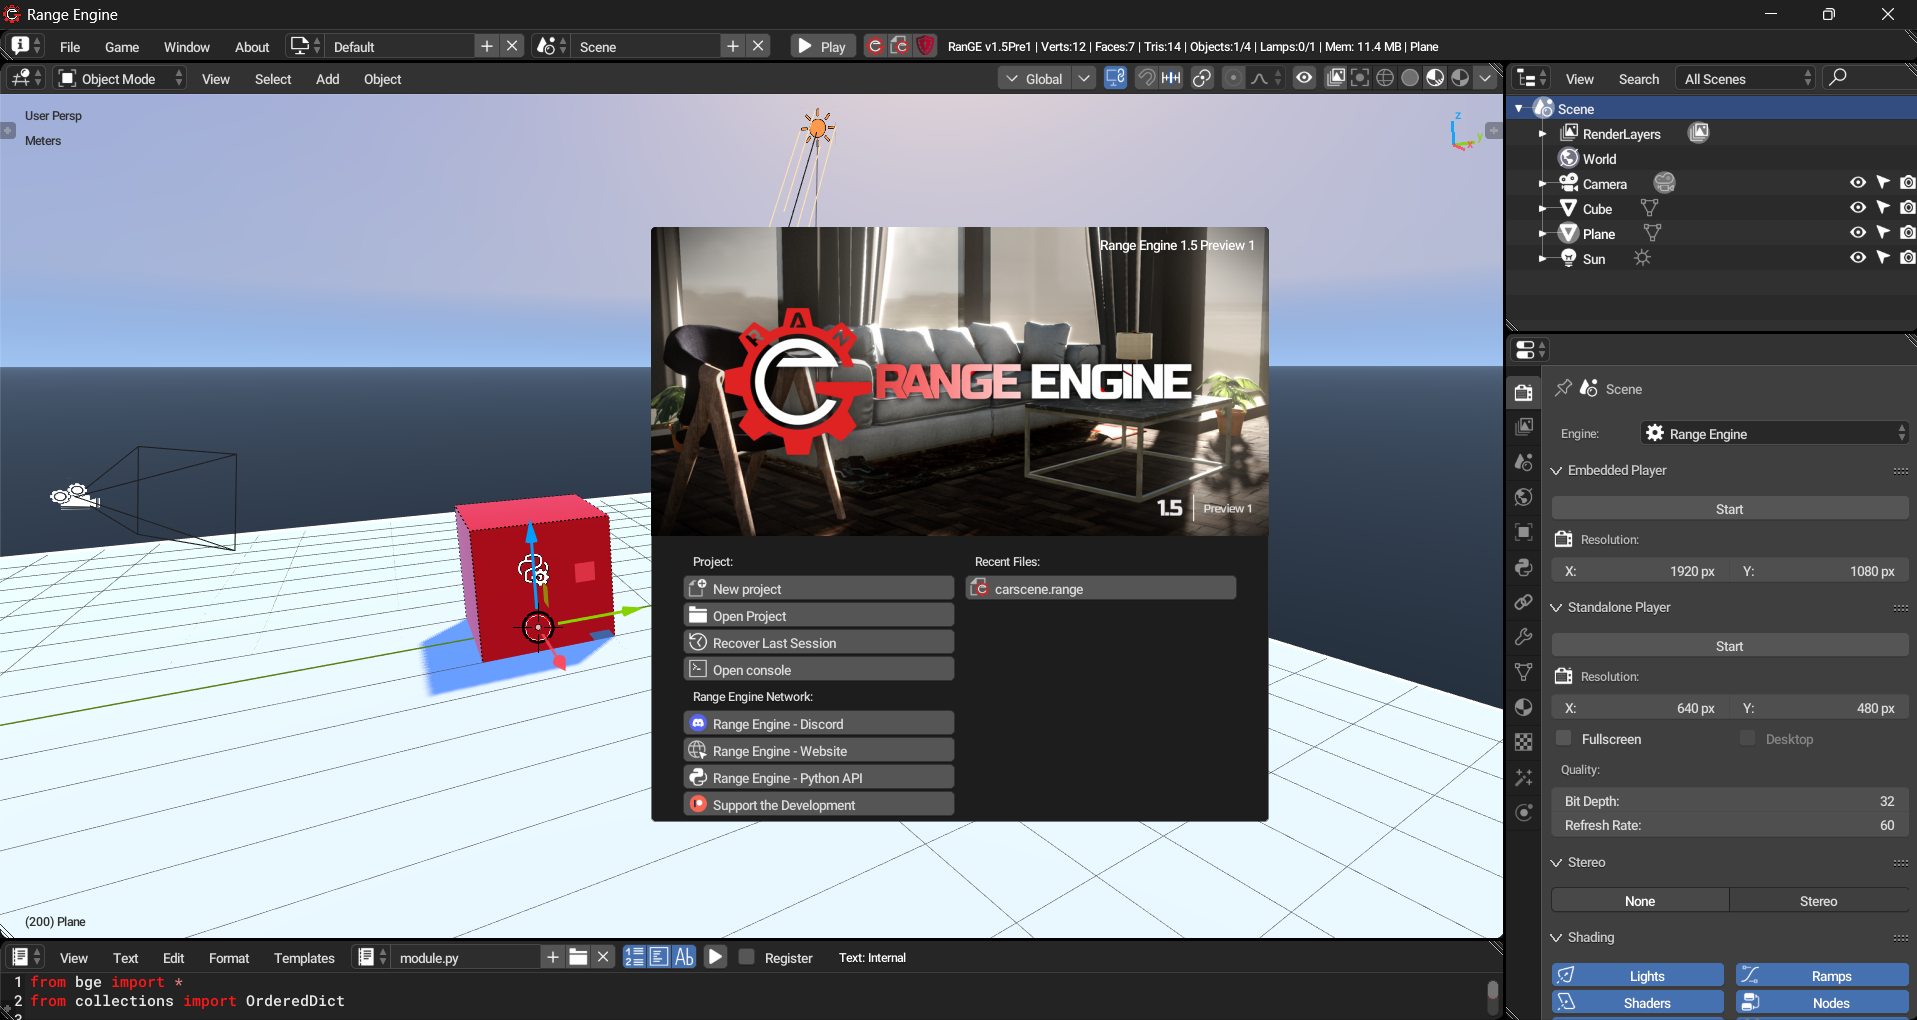 Range Engine
File Game Window About Default Scene Play RanGE v1.5Pre1 | Verts:12 | Faces:7 | Tris:14 | Objects:1/4 | Lamps:0/1 | Mem: 11.4 MB | Plane
Object Mode View Select Add Object Global
View Search All Scenes
User Persp
Meters
z
y
x
Scene
RenderLayers
World
Camera
Cube
Plane
Sun
Range Engine 1.5 Preview 1
RAN
RANGE ENGINE
1.5 | Preview 1
Project:
New project
Open Project
Recover Last Session
Open console
Range Engine Network:
Range Engine - Discord
Range Engine - Website
Range Engine - Python API
Support the Development
Recent Files:
carscene.range
Scene
Engine: Range Engine
Embedded Player
Start
Resolution:
X: 1920 px Y: 1080 px
Standalone Player
Start
Resolution:
X: 640 px Y: 480 px
Fullscreen Desktop
Quality:
Bit Depth: 32
Refresh Rate: 60
Stereo
None Stereo
Shading
Lights Ramps
Shaders Nodes
(200) Plane
View Text Edit Format Templates module.py Ab Register Text: Internal
1 from bge import *
2 from collections import OrderedDict
3